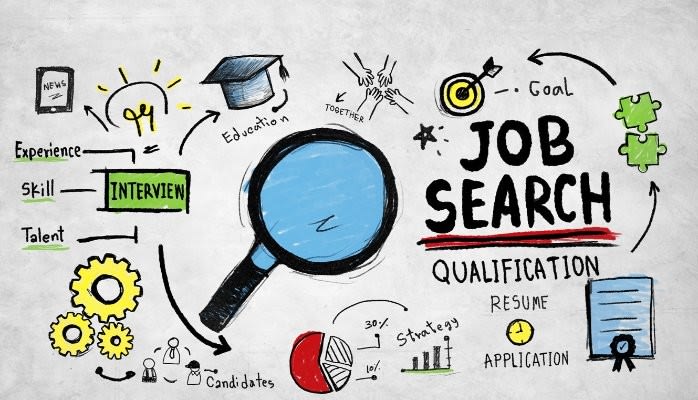 NEWS
Experience
Skill
Talent
INTERVIEW
Education
TOGETHER
GOAL
JOB
SEARCH
QUALIFICATION
RESUME
APPLICATION
Candidates
30%
10%
Strategy